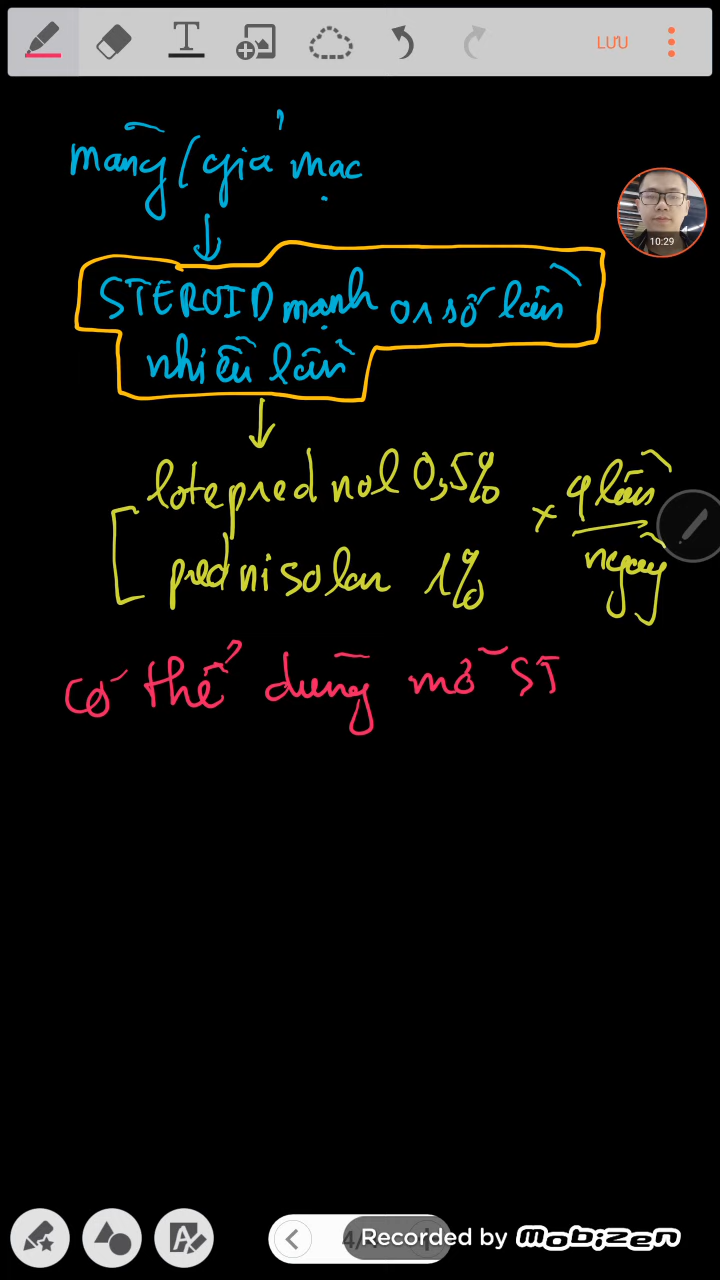 T
LƯU
màng/giả mạc
10:29
STEROID mạnh or số lần
nhiều lần
loteprednol 0,5%
prednisolon 1%
× 4 lần
ngày
có thể dùng mỡ ST
Recorded by mobizen